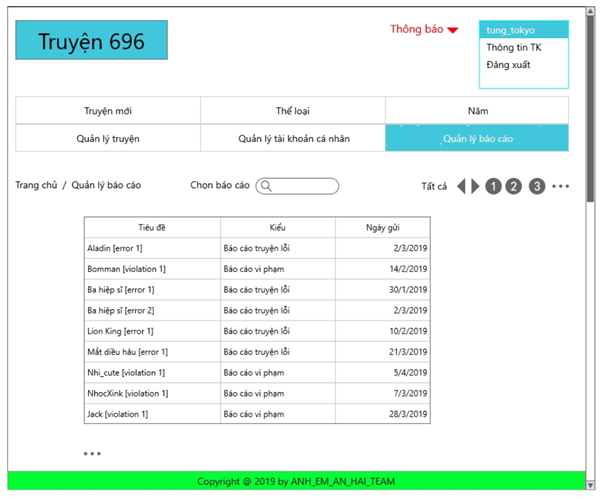 Truyện 696
Thông báo
tung_tokyo
Thông tin TK
Đăng xuất
Truyện mới Thể loại Năm
Quản lý truyện Quản lý tài khoản cá nhân Quản lý báo cáo
Trang chủ / Quản lý báo cáo Chọn báo cáo Tất cả 1 2 3 •••
Tiêu đề Kiểu Ngày gửi
Aladin [error 1] Báo cáo truyện lỗi 2/3/2019
Bomman [violation 1] Báo cáo vi phạm 14/2/2019
Ba hiệp sĩ [error 1] Báo cáo truyện lỗi 30/1/2019
Ba hiệp sĩ [error 2] Báo cáo truyện lỗi 2/3/2019
Lion King [error 1] Báo cáo truyện lỗi 10/2/2019
Mắt diều hâu [error 1] Báo cáo truyện lỗi 21/3/2019
Nhi_cute [violation 1] Báo cáo vi phạm 5/4/2019
NhocXink [violation 1] Báo cáo vi phạm 7/3/2019
Jack [violation 1] Báo cáo vi phạm 28/3/2019
•••
Copyright @ 2019 by ANH_EM_AN_HAI_TEAM